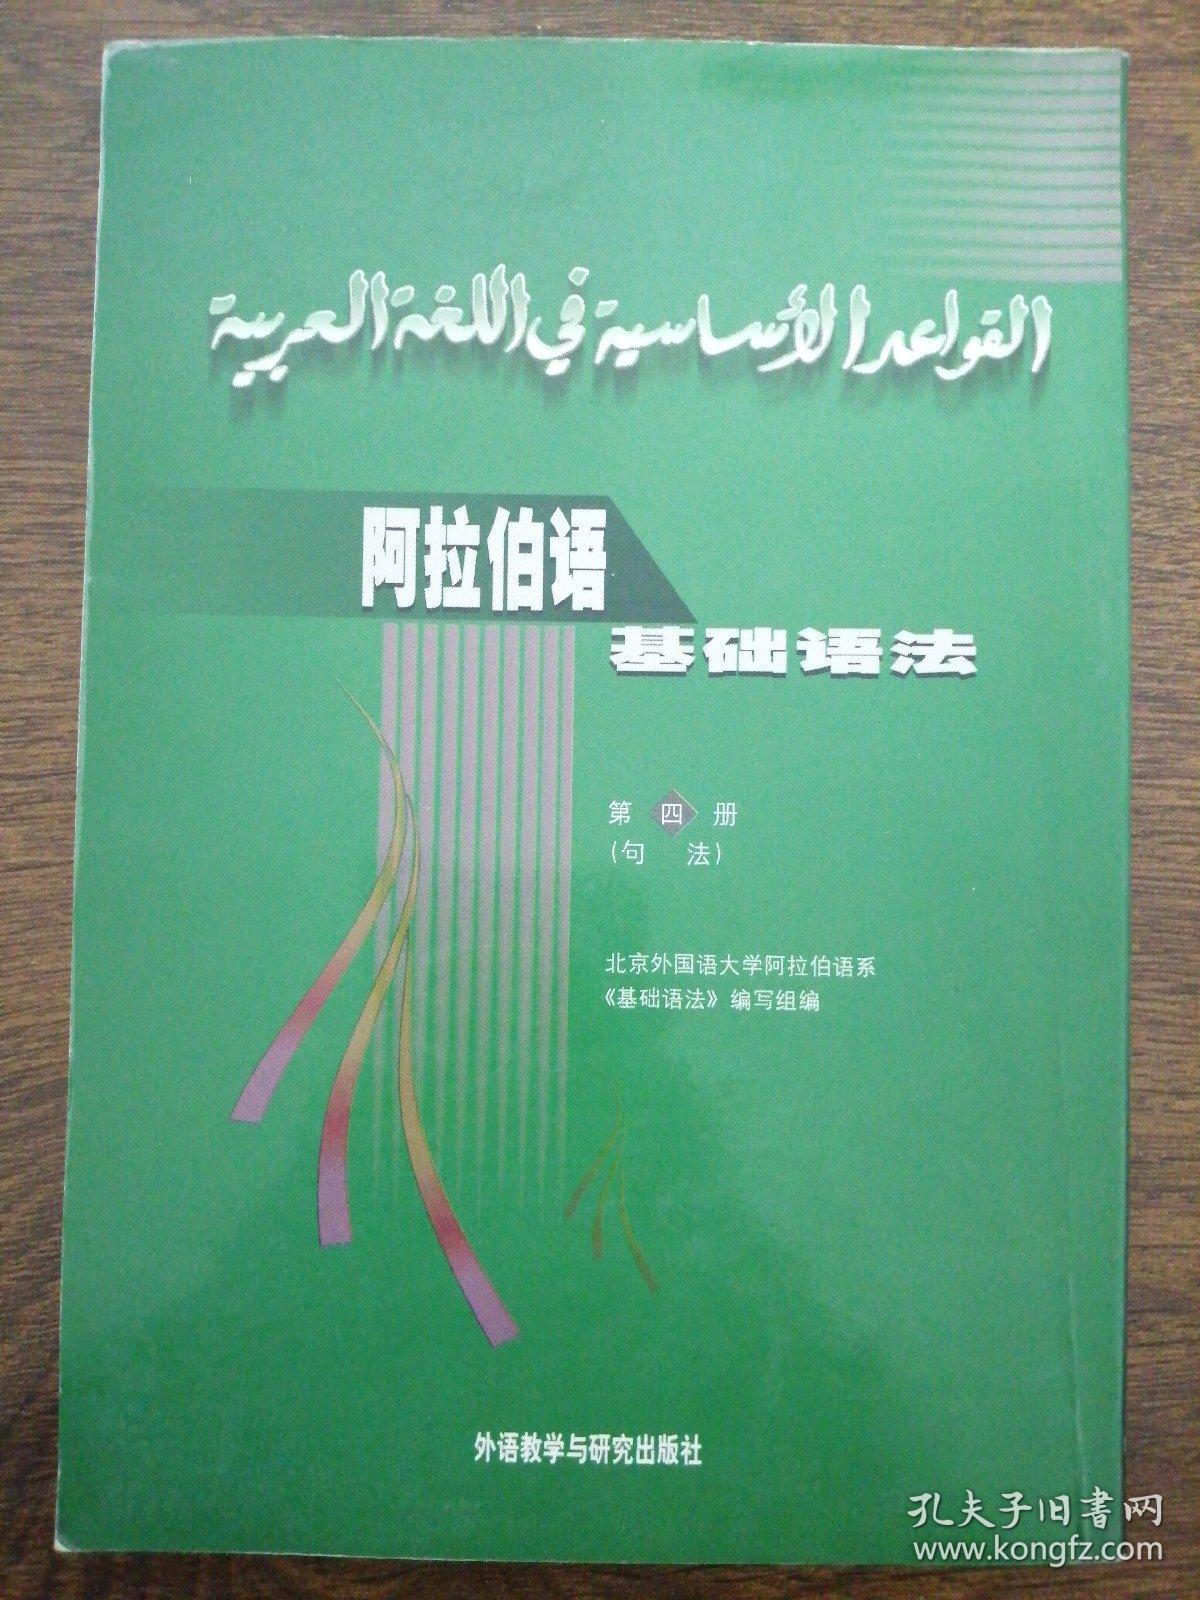 القواعد الأساسية في اللغة العربية
阿拉伯语
基础语法
第四册
(句 法)
北京外国语大学阿拉伯语系
《基础语法》编写组编
外语教学与研究出版社
孔夫子旧书网
www.kongfz.com